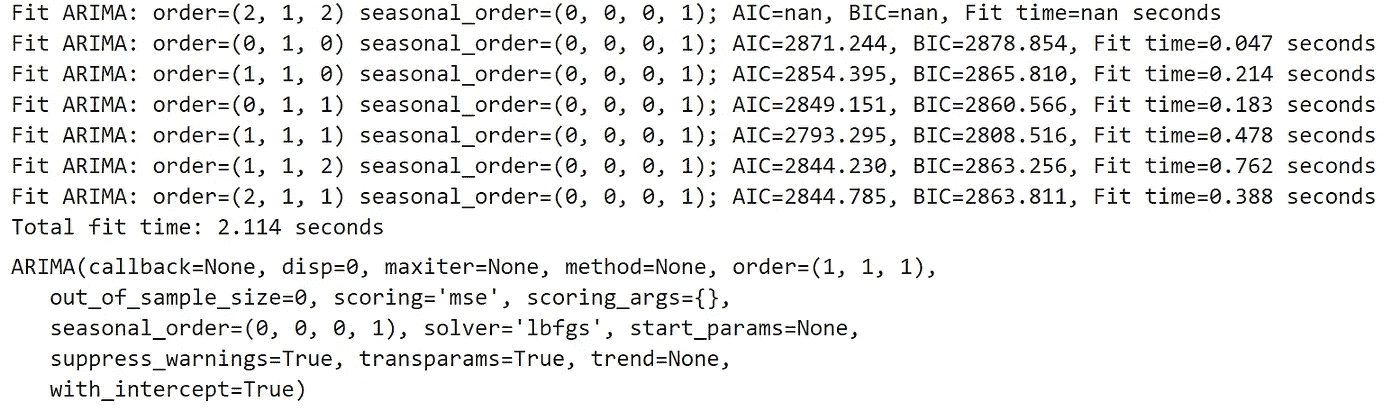 Fit ARIMA: order=(2, 1, 2) seasonal_order=(0, 0, 0, 1); AIC=nan, BIC=nan, Fit time=nan seconds
Fit ARIMA: order=(0, 1, 0) seasonal_order=(0, 0, 0, 1); AIC=2871.244, BIC=2878.854, Fit time=0.047 seconds
Fit ARIMA: order=(1, 1, 0) seasonal_order=(0, 0, 0, 1); AIC=2854.395, BIC=2865.810, Fit time=0.214 seconds
Fit ARIMA: order=(0, 1, 1) seasonal_order=(0, 0, 0, 1); AIC=2849.151, BIC=2860.566, Fit time=0.183 seconds
Fit ARIMA: order=(1, 1, 1) seasonal_order=(0, 0, 0, 1); AIC=2793.295, BIC=2808.516, Fit time=0.478 seconds
Fit ARIMA: order=(1, 1, 2) seasonal_order=(0, 0, 0, 1); AIC=2844.230, BIC=2863.256, Fit time=0.762 seconds
Fit ARIMA: order=(2, 1, 1) seasonal_order=(0, 0, 0, 1); AIC=2844.785, BIC=2863.811, Fit time=0.388 seconds
Total fit time: 2.114 seconds
ARIMA(callback=None, disp=0, maxiter=None, method=None, order=(1, 1, 1),
   out_of_sample_size=0, scoring='mse', scoring_args={},
   seasonal_order=(0, 0, 0, 1), solver='lbfgs', start_params=None,
   suppress_warnings=True, transparams=True, trend=None,
   with_intercept=True)